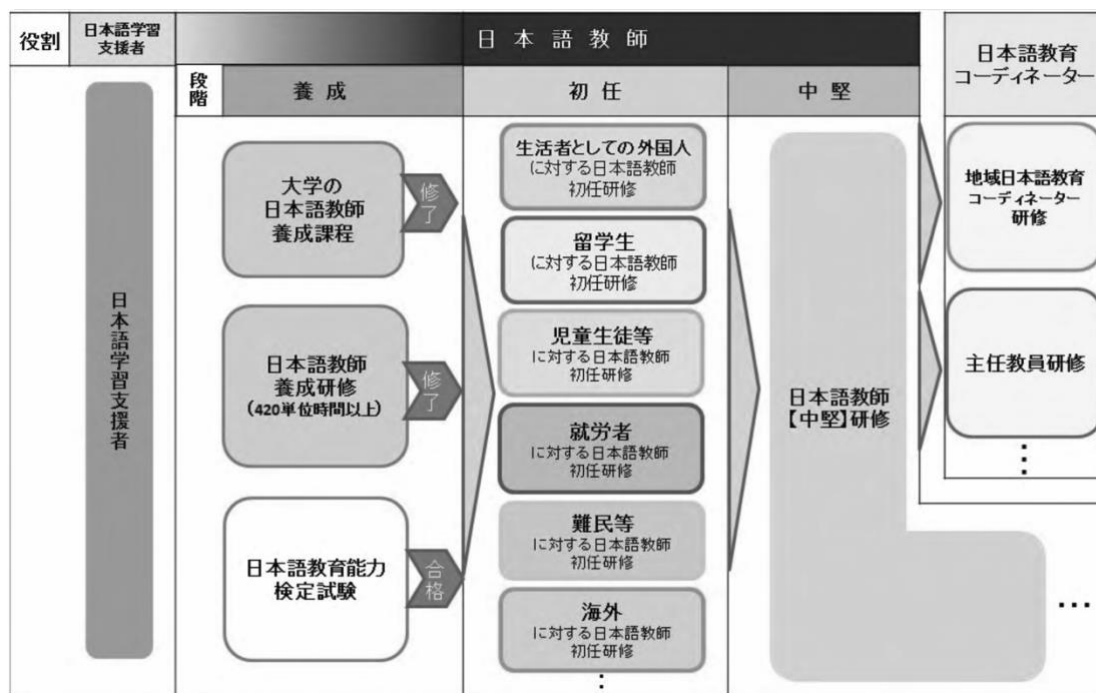 役割
日本語学習
支援者
日本語教師
日本語教育
コーディネーター
段階
養成
初任
中堅
日本語学習支援者
大学の
日本語教師
養成課程
修了
日本語教師
養成研修
（420単位時間以上）
修了
日本語教育能力
検定試験
合格
生活者としての外国人
に対する日本語教師
初任研修
留学生
に対する日本語教師
初任研修
児童生徒等
に対する日本語教師
初任研修
就労者
に対する日本語教師
初任研修
難民等
に対する日本語教師
初任研修
海外
に対する日本語教師
初任研修
⋮
日本語教師
【中堅】研修
地域日本語教育
コーディネーター
研修
主任教員研修
⋮
…